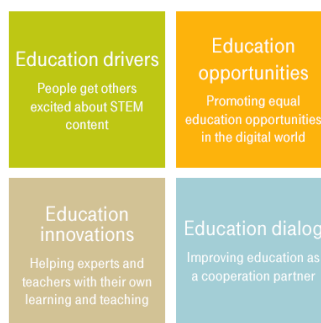 Education drivers
People get others
excited about STEM
content
Education
opportunities
Promoting equal
education opportunities
in the digital world
Education
innovations
Helping experts and
teachers with their own
learning and teaching
Education dialog
Improving education as
a cooperation partner